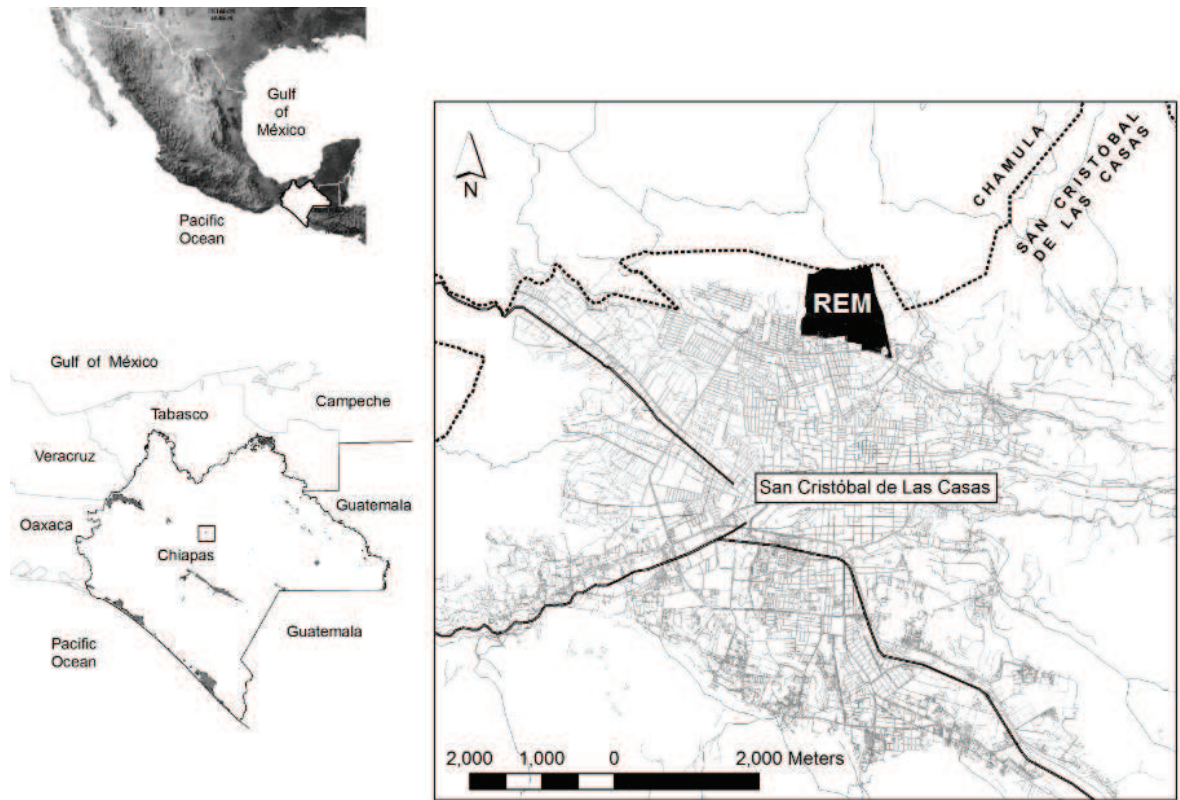 Gulf
of
México
Pacific
Ocean
Gulf of México
Tabasco
Campeche
Veracruz
Guatemala
Oaxaca
Chiapas
Guatemala
Pacific
Ocean
N
CHAMULA
SAN CRISTÓBAL
DE LAS CASAS
REM
San Cristóbal de Las Casas
2,000 1,000 0 2,000 Meters